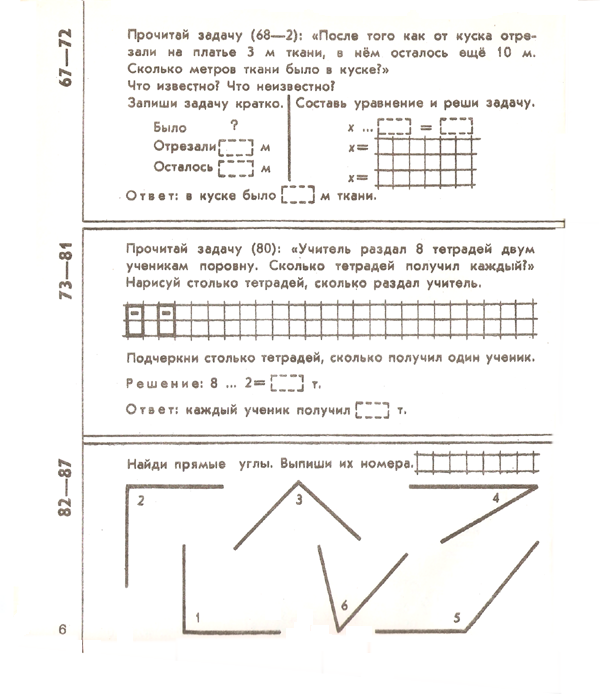 67—72
Прочитай задачу (68—2): «После того как от куска отре-
зали на платье 3 м ткани, в нём осталось ещё 10 м.
Сколько метров ткани было в куске?»
Что известно? Что неизвестно?
Запиши задачу кратко.
Было ?
Отрезали м
Осталось м
Составь уравнение и реши задачу.
x ... =
x=
x=
Ответ: в куске было м ткани.
73—81
Прочитай задачу (80): «Учитель раздал 8 тетрадей двум
ученикам поровну. Сколько тетрадей получил каждый?»
Нарисуй столько тетрадей, сколько раздал учитель.
Подчеркни столько тетрадей, сколько получил один ученик.
Решение: 8 ... 2= т.
Ответ: каждый ученик получил т.
82—87
Найди прямые углы. Выпиши их номера.
2
3
4
1
6
5
6